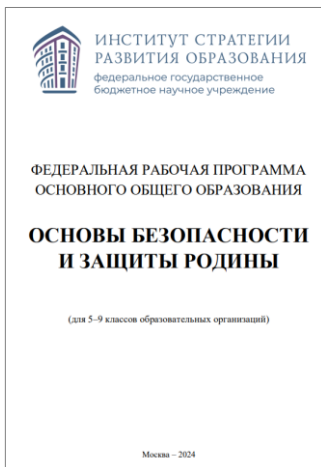 ИНСТИТУТ СТРАТЕГИИ
РАЗВИТИЯ ОБРАЗОВАНИЯ
федеральное государственное
бюджетное научное учреждение
ФЕДЕРАЛЬНАЯ РАБОЧАЯ ПРОГРАММА
ОСНОВНОГО ОБЩЕГО ОБРАЗОВАНИЯ
ОСНОВЫ БЕЗОПАСНОСТИ
И ЗАЩИТЫ РОДИНЫ
(для 5–9 классов образовательных организаций)
Москва – 2024